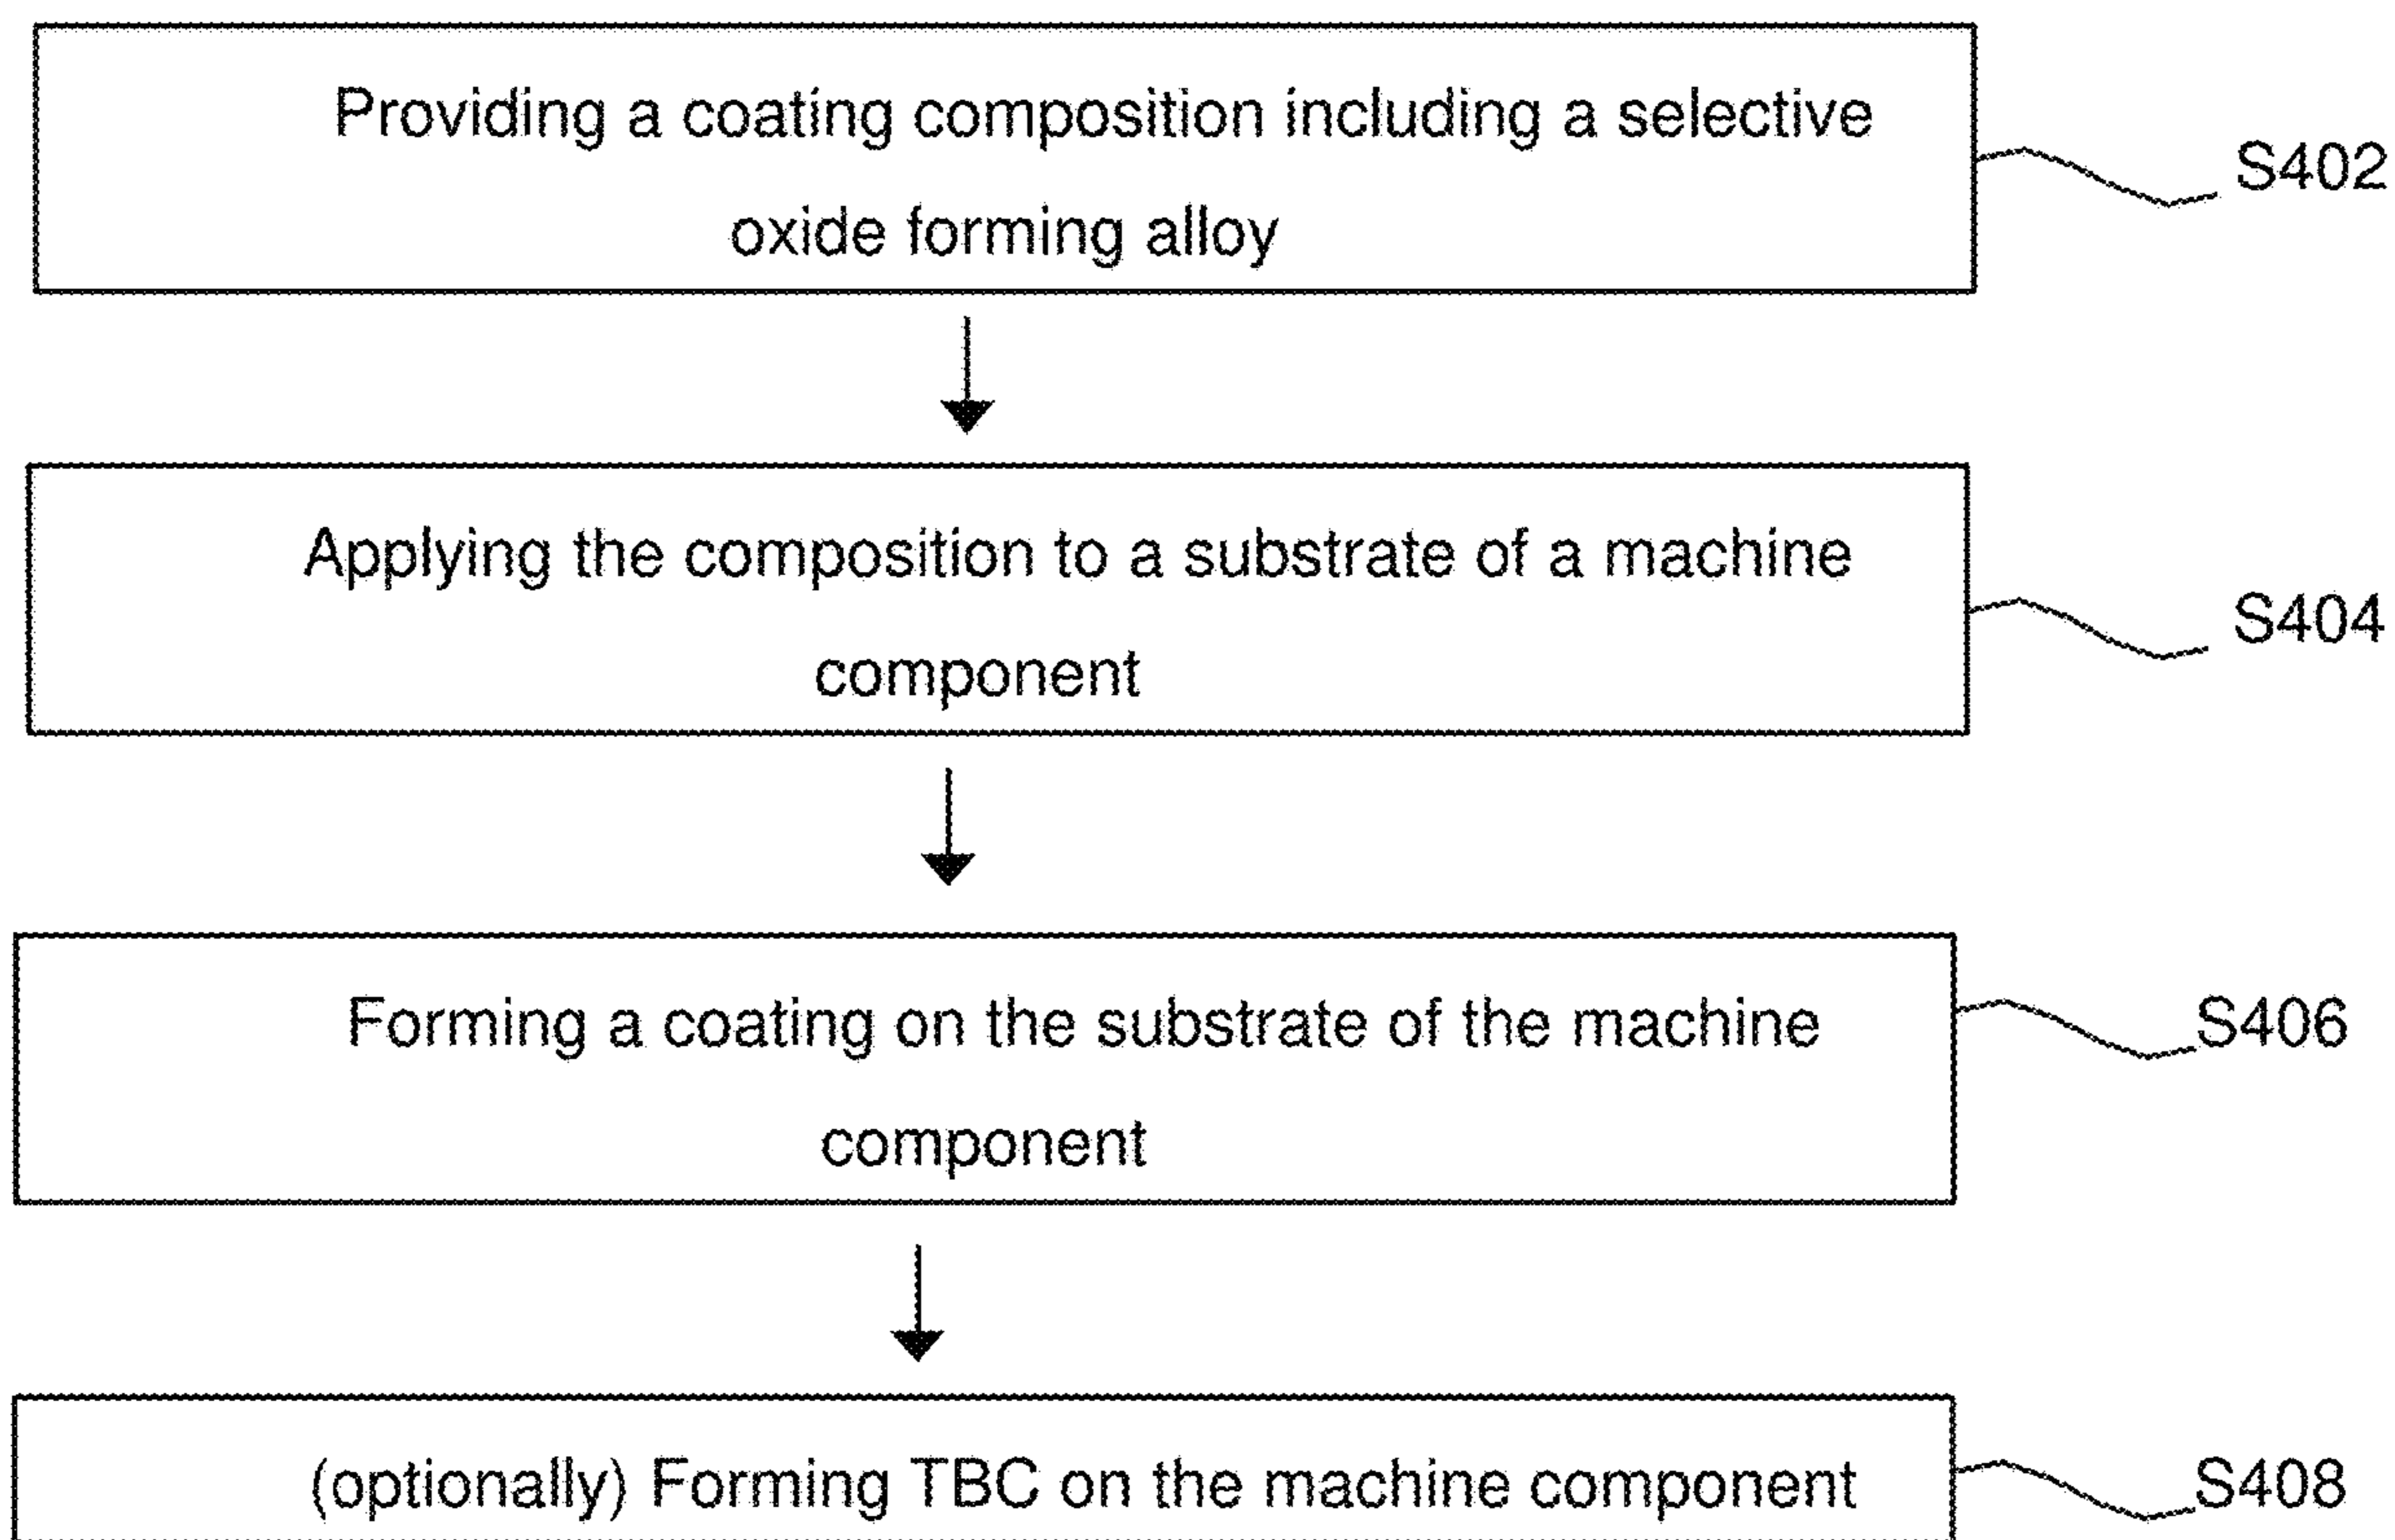 Providing a coating composition including a selective
oxide forming alloy
S402
Applying the composition to a substrate of a machine
component
S404
Forming a coating on the substrate of the machine
component
S406
(optionally) Forming TBC on the machine component
S408